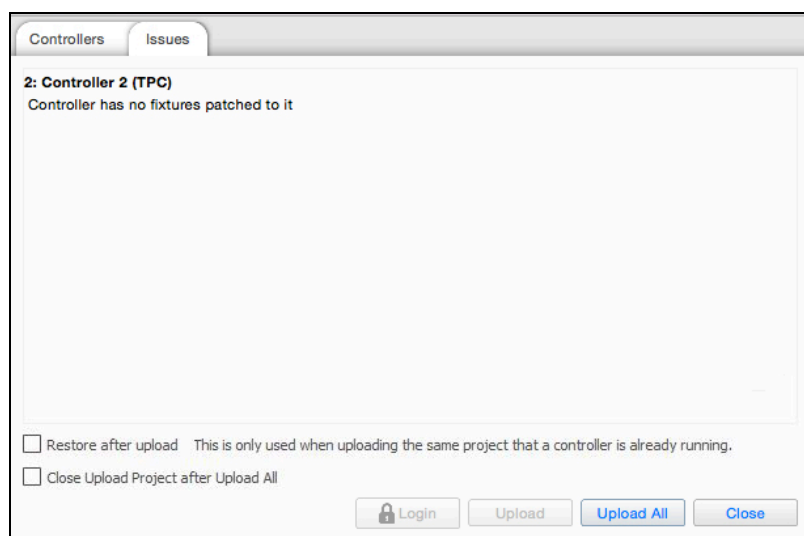 Controllers Issues
2: Controller 2 (TPC)
Controller has no fixtures patched to it
Restore after upload This is only used when uploading the same project that a controller is already running.
Close Upload Project after Upload All
Login Upload Upload All Close